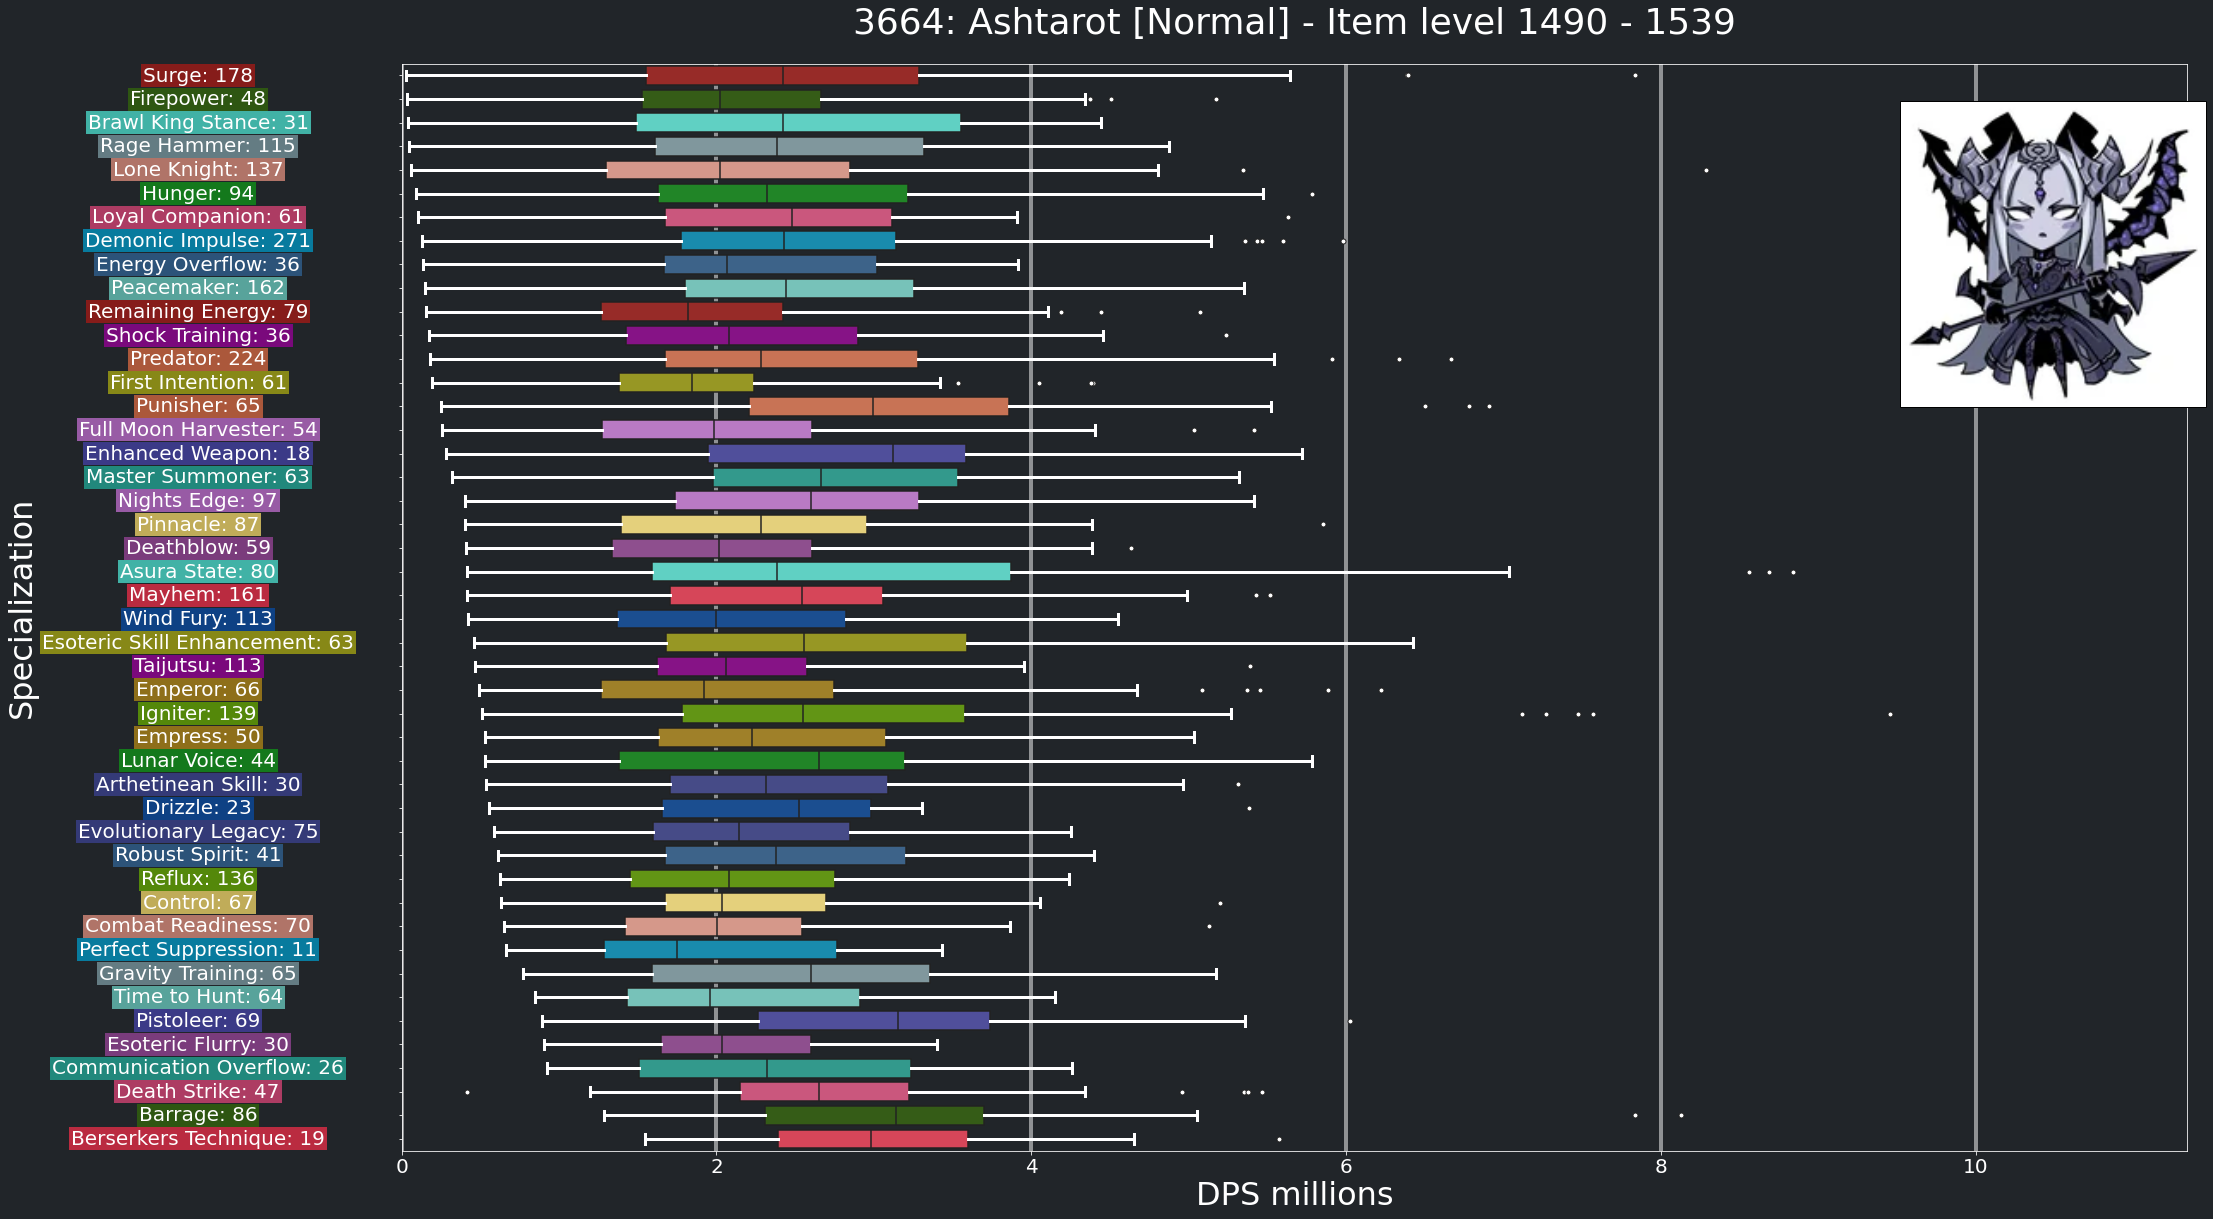 3664: Ashtarot [Normal] - Item level 1490 - 1539
Specialization
Surge: 178
Firepower: 48
Brawl King Stance: 31
Rage Hammer: 115
Lone Knight: 137
Hunger: 94
Loyal Companion: 61
Demonic Impulse: 271
Energy Overflow: 36
Peacemaker: 162
Remaining Energy: 79
Shock Training: 36
Predator: 224
First Intention: 61
Punisher: 65
Full Moon Harvester: 54
Enhanced Weapon: 18
Master Summoner: 63
Nights Edge: 97
Pinnacle: 87
Deathblow: 59
Asura State: 80
Mayhem: 161
Wind Fury: 113
Esoteric Skill Enhancement: 63
Taijutsu: 113
Emperor: 66
Igniter: 139
Empress: 50
Lunar Voice: 44
Arthetinean Skill: 30
Drizzle: 23
Evolutionary Legacy: 75
Robust Spirit: 41
Reflux: 136
Control: 67
Combat Readiness: 70
Perfect Suppression: 11
Gravity Training: 65
Time to Hunt: 64
Pistoleer: 69
Esoteric Flurry: 30
Communication Overflow: 26
Death Strike: 47
Barrage: 86
Berserkers Technique: 19
0 2 4 6 8 10
DPS millions